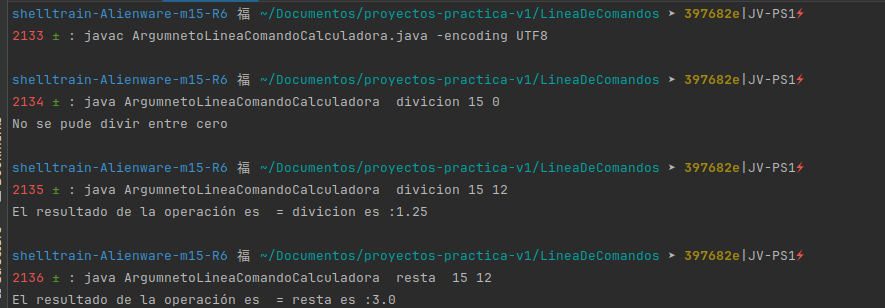 shelltrain-Alienware-m15-R6 福 ~/Documentos/proyectos-practica-v1/LineaDeComandos ➤ 397682e|JV-PS1⚡
2133 ± : javac ArgumnetoLineaComandoCalculadora.java -encoding UTF8
shelltrain-Alienware-m15-R6 福 ~/Documentos/proyectos-practica-v1/LineaDeComandos ➤ 397682e|JV-PS1⚡
2134 ± : java ArgumnetoLineaComandoCalculadora  divicion 15 0
No se pude divir entre cero
shelltrain-Alienware-m15-R6 福 ~/Documentos/proyectos-practica-v1/LineaDeComandos ➤ 397682e|JV-PS1⚡
2135 ± : java ArgumnetoLineaComandoCalculadora  divicion 15 12
El resultado de la operación es  = divicion es :1.25
shelltrain-Alienware-m15-R6 福 ~/Documentos/proyectos-practica-v1/LineaDeComandos ➤ 397682e|JV-PS1⚡
2136 ± : java ArgumnetoLineaComandoCalculadora  resta  15 12
El resultado de la operación es  = resta es :3.0